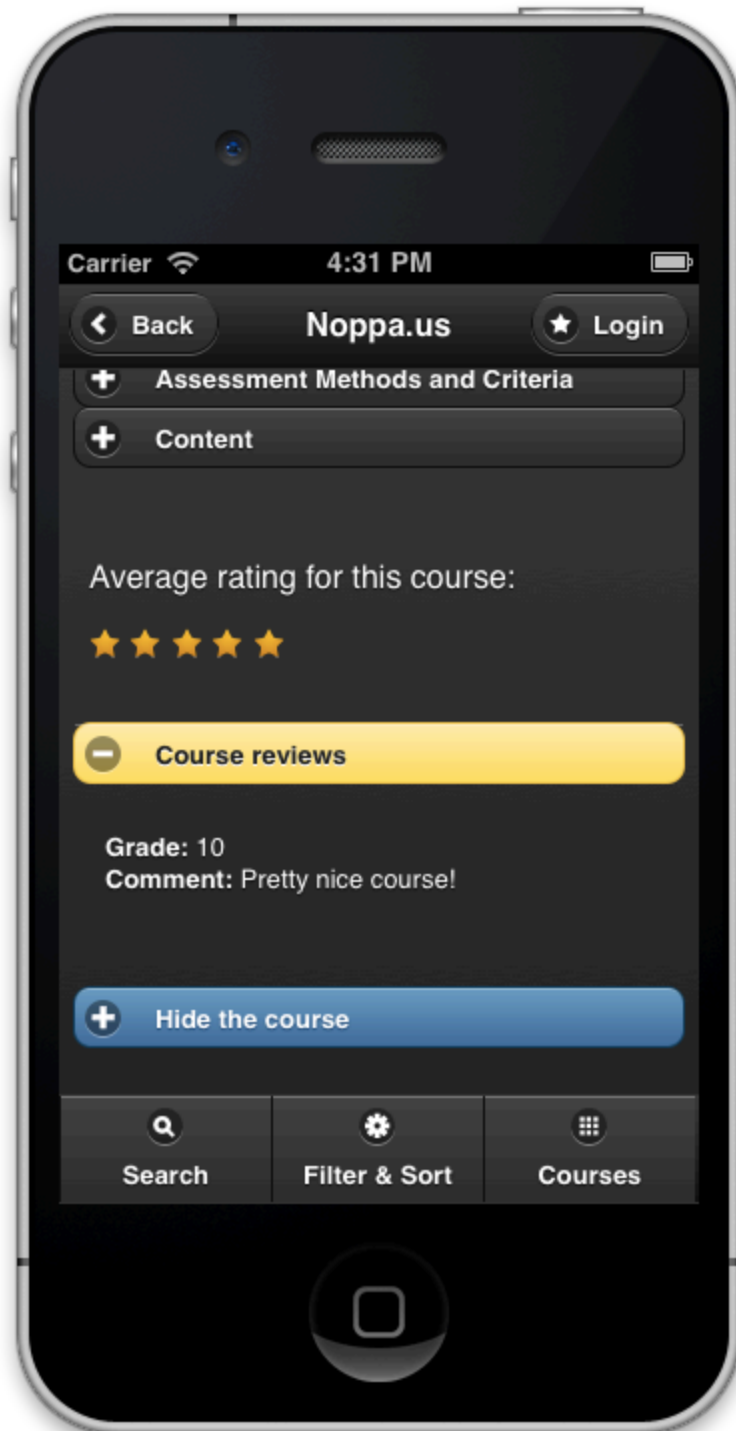 Carrier 4:31 PM
Back Noppa.us Login
Assessment Methods and Criteria
Content
Average rating for this course:
Course reviews
Grade: 10
Comment: Pretty nice course!
Hide the course
Search Filter & Sort Courses